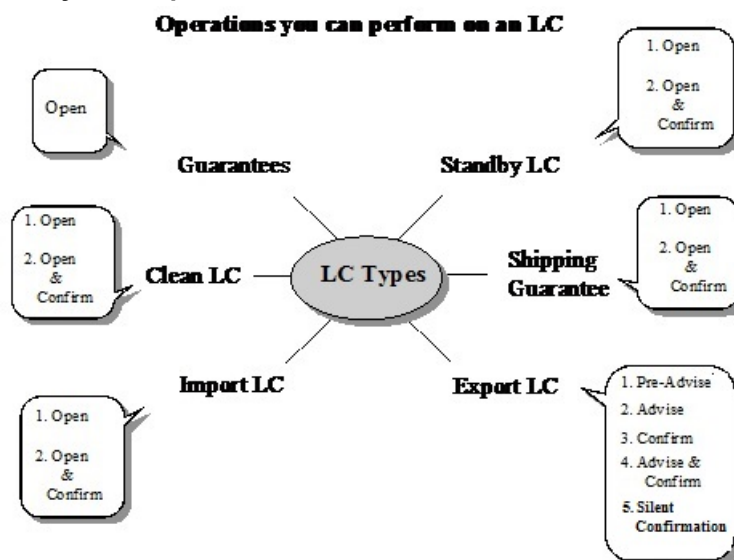 Operations you can perform on an LC
Open
Guarantees
1. Open
2. Open
&
Confirm
Standby LC
1. Open
2. Open
&
Confirm
Clean LC
LC Types
Shipping
Guarantee
1. Open
2. Open
&
Confirm
1. Open
2. Open
&
Confirm
Import LC
Export LC
1. Pre-Advise
2. Advise
3. Confirm
4. Advise &
Confirm
5. Silent
Confirmation